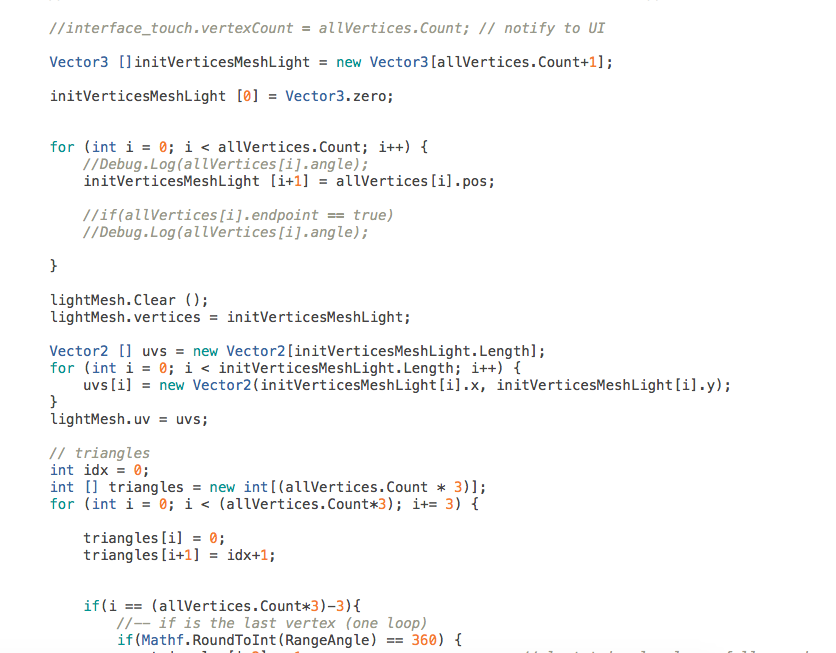 //interface_touch.vertexCount = allVertices.Count; // notify to UI
Vector3 []initVerticesMeshLight = new Vector3[allVertices.Count+1];
initVerticesMeshLight [0] = Vector3.zero;
for (int i = 0; i < allVertices.Count; i++) {
//Debug.Log(allVertices[i].angle);
initVerticesMeshLight [i+1] = allVertices[i].pos;
//if(allVertices[i].endpoint == true)
//Debug.Log(allVertices[i].angle);
}
lightMesh.Clear ();
lightMesh.vertices = initVerticesMeshLight;
Vector2 [] uvs = new Vector2[initVerticesMeshLight.Length];
for (int i = 0; i < initVerticesMeshLight.Length; i++) {
uvs[i] = new Vector2(initVerticesMeshLight[i].x, initVerticesMeshLight[i].y);
}
lightMesh.uv = uvs;
// triangles
int idx = 0;
int [] triangles = new int[(allVertices.Count * 3)];
for (int i = 0; i < (allVertices.Count*3); i+= 3) {
triangles[i] = 0;
triangles[i+1] = idx+1;
if(i == (allVertices.Count*3)-3){
//-- if is the last vertex (one loop)
if(Mathf.RoundToInt(RangeAngle) == 360) {